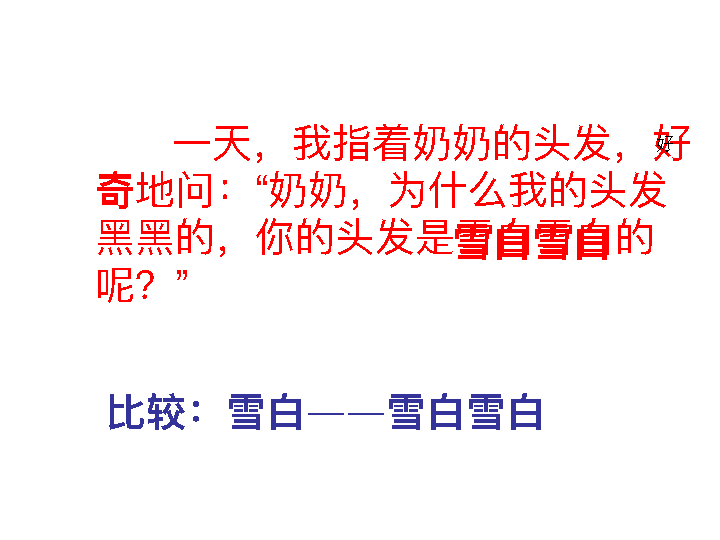 一天，我指着奶奶的头发，好
奇地问：“奶奶，为什么我的头发
黑黑的，你的头发是雪白雪白的
呢？”
比较：雪白——雪白雪白